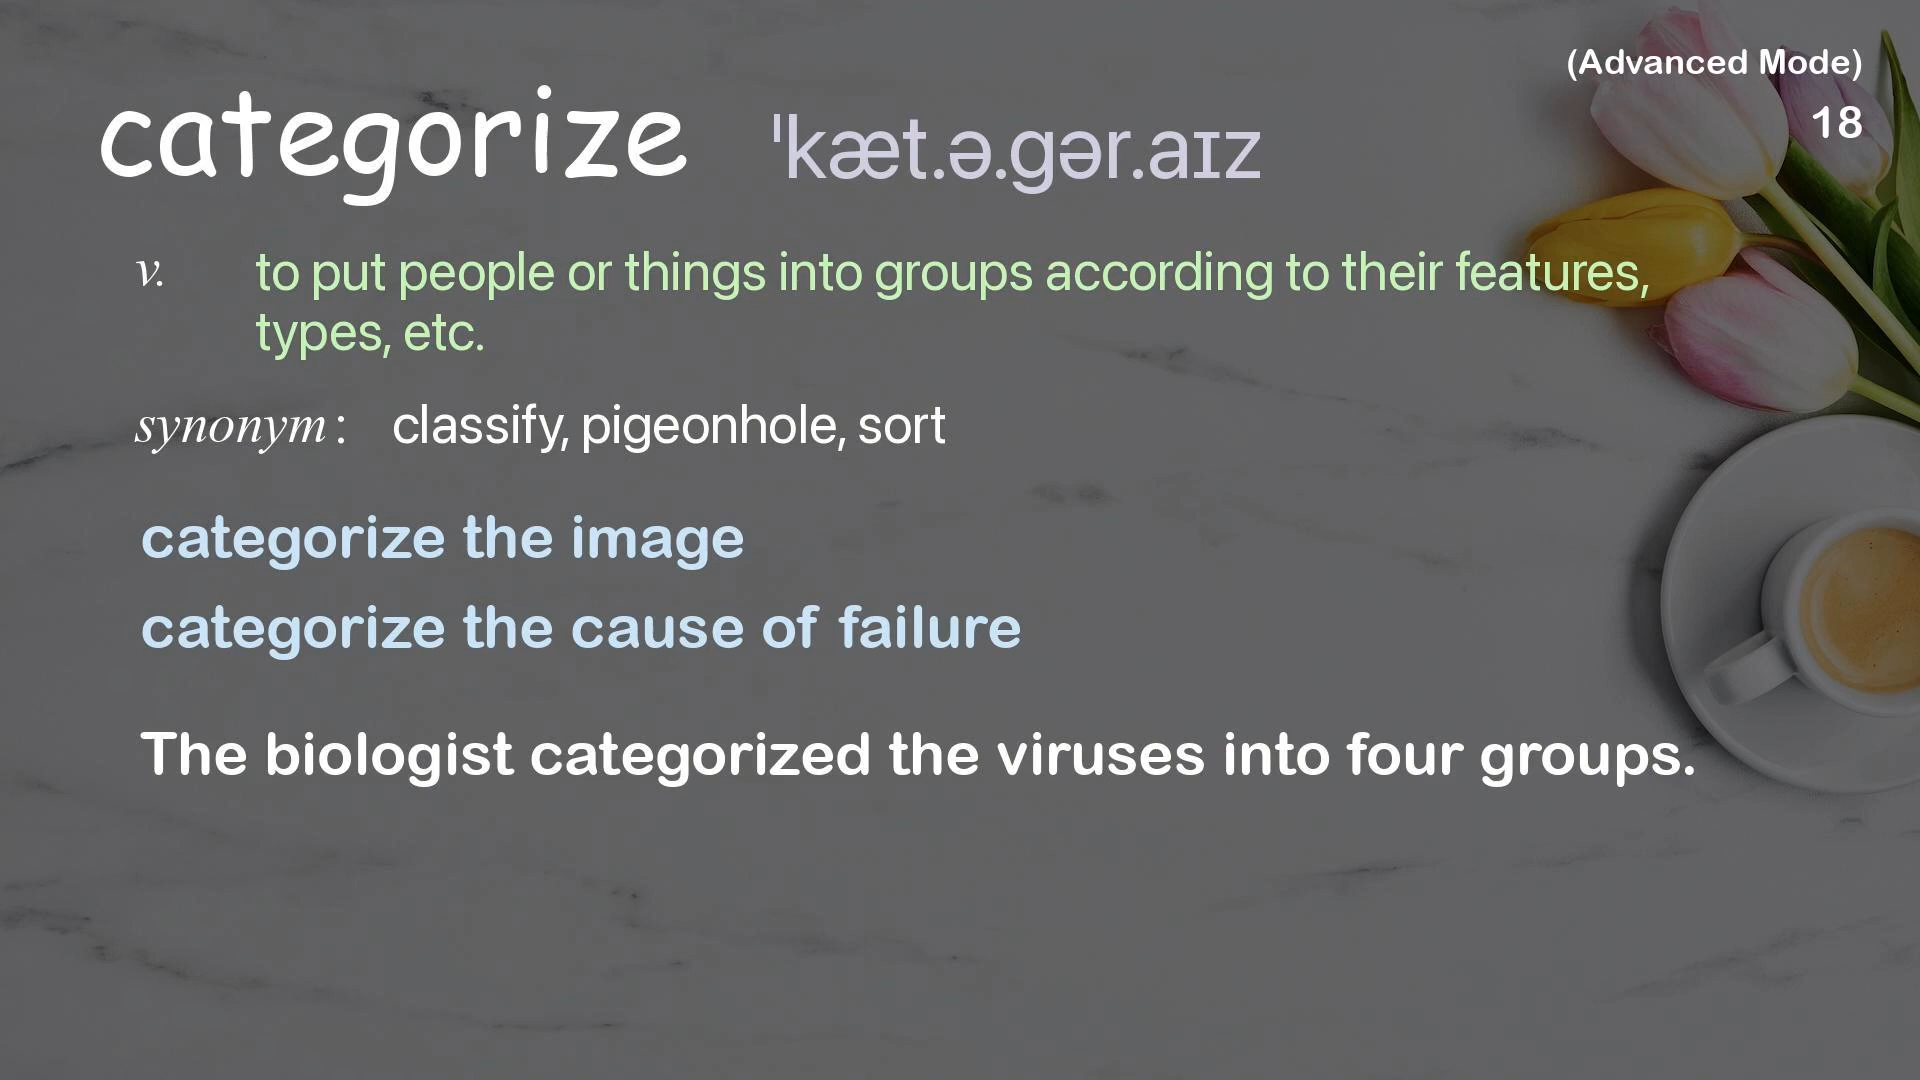 (Advanced Mode)
18
categorize ˈkæt.ə.gər.aɪz
v. to put people or things into groups according to their features,
types, etc.
synonym: classify, pigeonhole, sort
categorize the image
categorize the cause of failure
The biologist categorized the viruses into four groups.